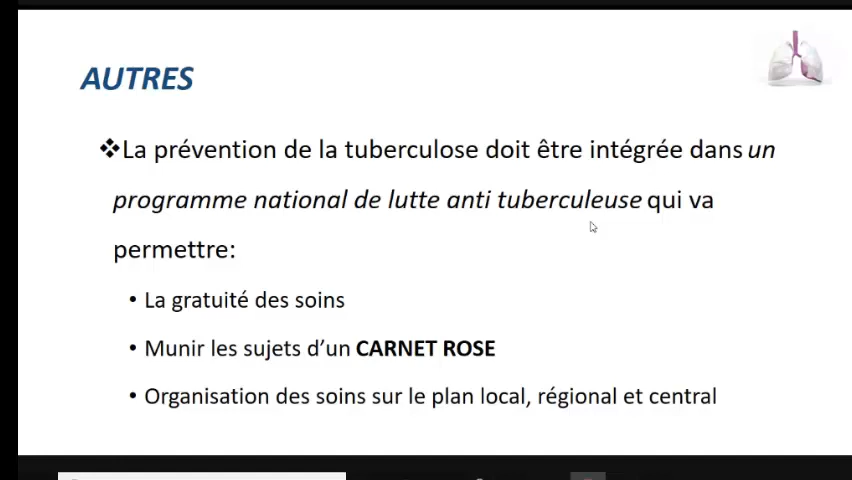 AUTRES
❖La prévention de la tuberculose doit être intégrée dans un
programme national de lutte anti tuberculeuse qui va
permettre:
• La gratuité des soins
• Munir les sujets d’un CARNET ROSE
• Organisation des soins sur le plan local, régional et central